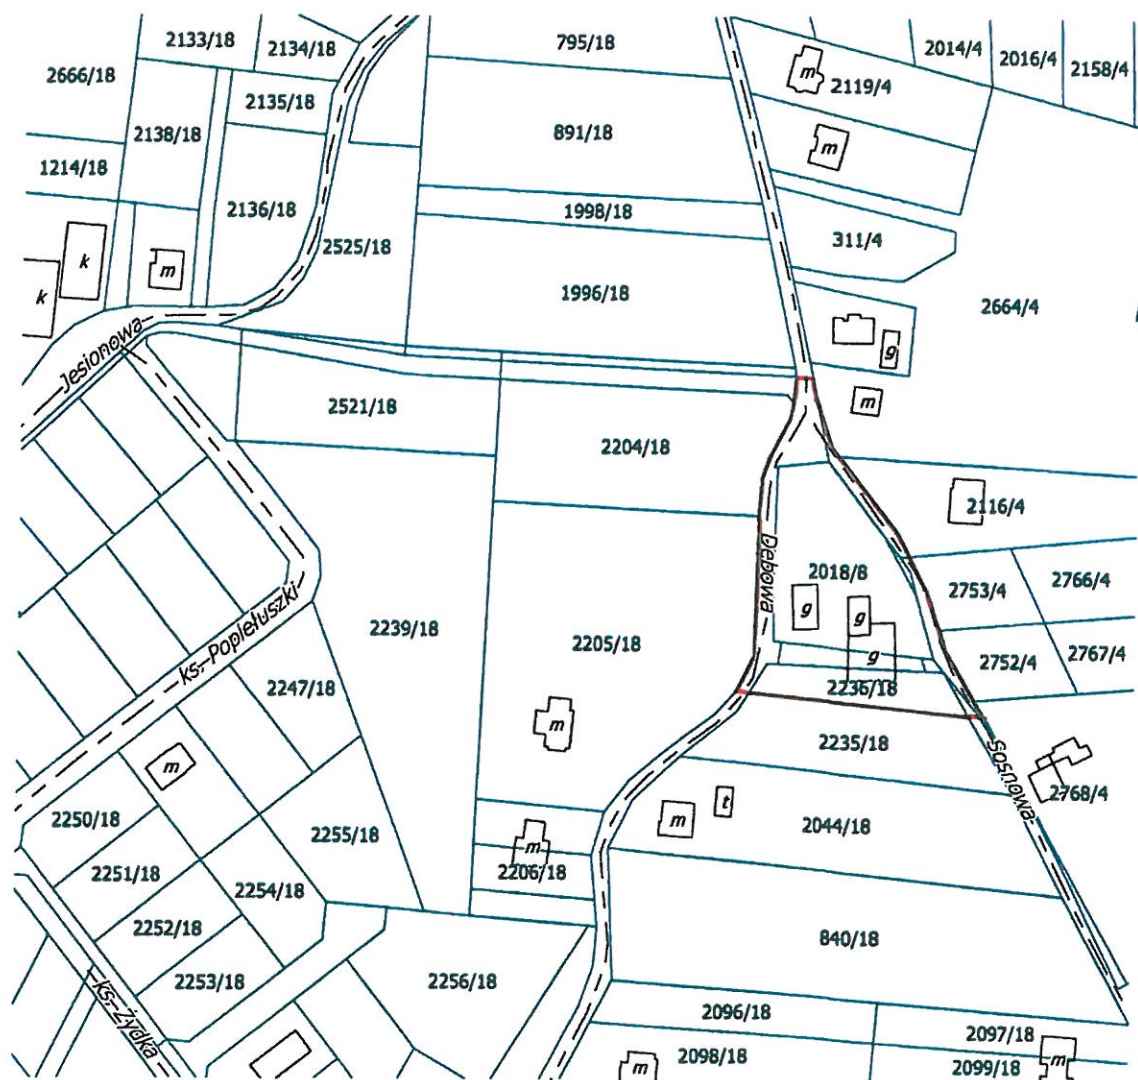 2133/18
2134/18
795/18
2014/4
2016/4
2158/4
2666/18
2135/18
m
2119/4
2138/18
891/18
m
1214/18
2136/18
1998/18
2525/18
311/4
k
m
k
1996/18
2664/4
Jesionowa
g
m
2521/18
2204/18
2116/4
Dębowa
2018/8
2753/4
2766/4
g
g
ks. Popiełuszki
2239/18
2205/18
g
2752/4
2767/4
2247/18
2236/18
m
2235/18
m
Sosnowa
2768/4
t
m
2250/18
2255/18
2044/18
m
2251/18
2206/18
2254/18
2252/18
840/18
2253/18
2256/18
ks. Żydka
2096/18
2097/18
2098/18
m
2099/18
m